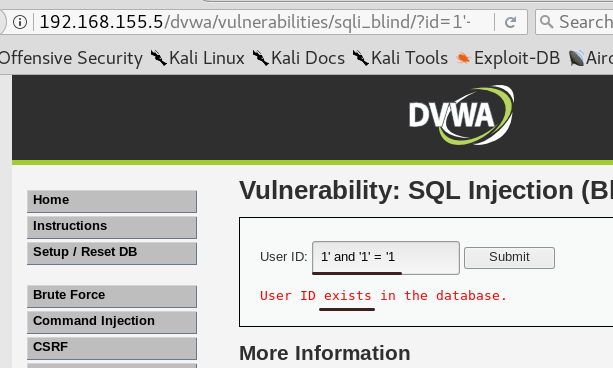 192.168.155.5/dvwa/vulnerabilities/sqli_blind/?id=1'- Search
Offensive Security Kali Linux Kali Docs Kali Tools Exploit-DB Airc
DVWA
Home
Instructions
Setup / Reset DB
Brute Force
Command Injection
CSRF
Vulnerability: SQL Injection (Bl
User ID: 1' and '1' = '1 Submit
User ID exists in the database.
More Information